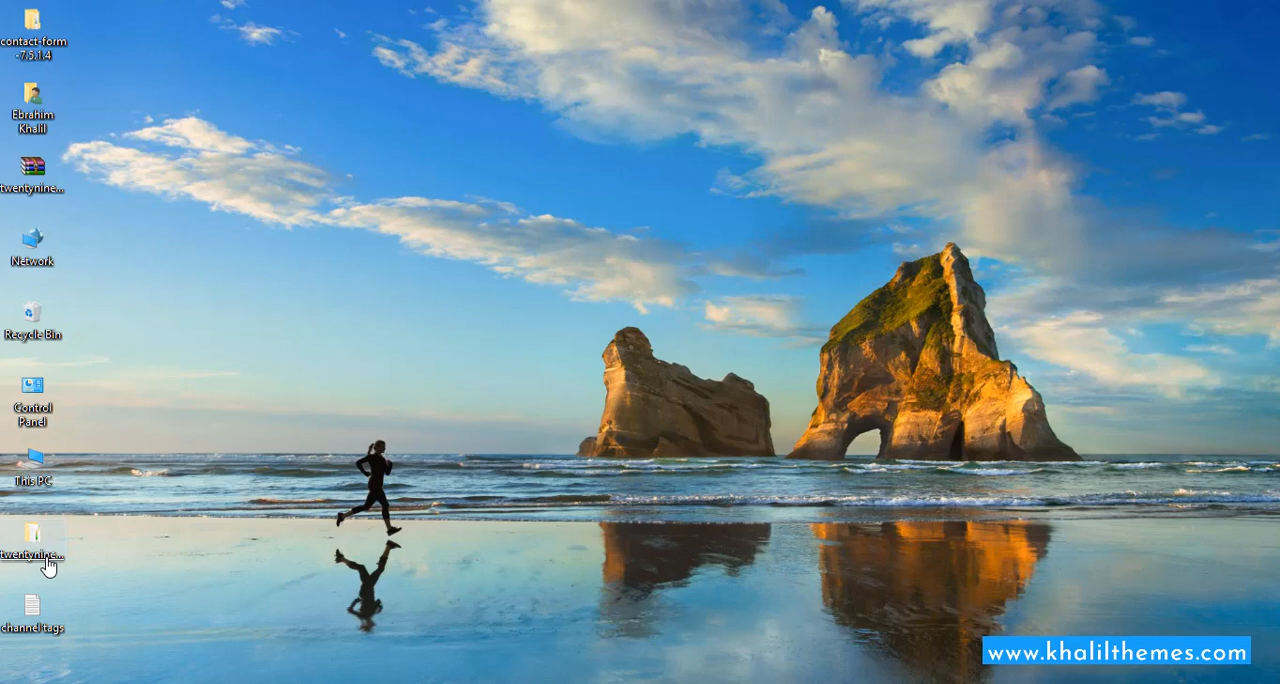 contact-form
-7.5.1.4
Ebrahim
Khalil
twentynine...
Network
Recycle Bin
Control
Panel
This PC
twentynine...
channel tags
www.khalilthemes.com